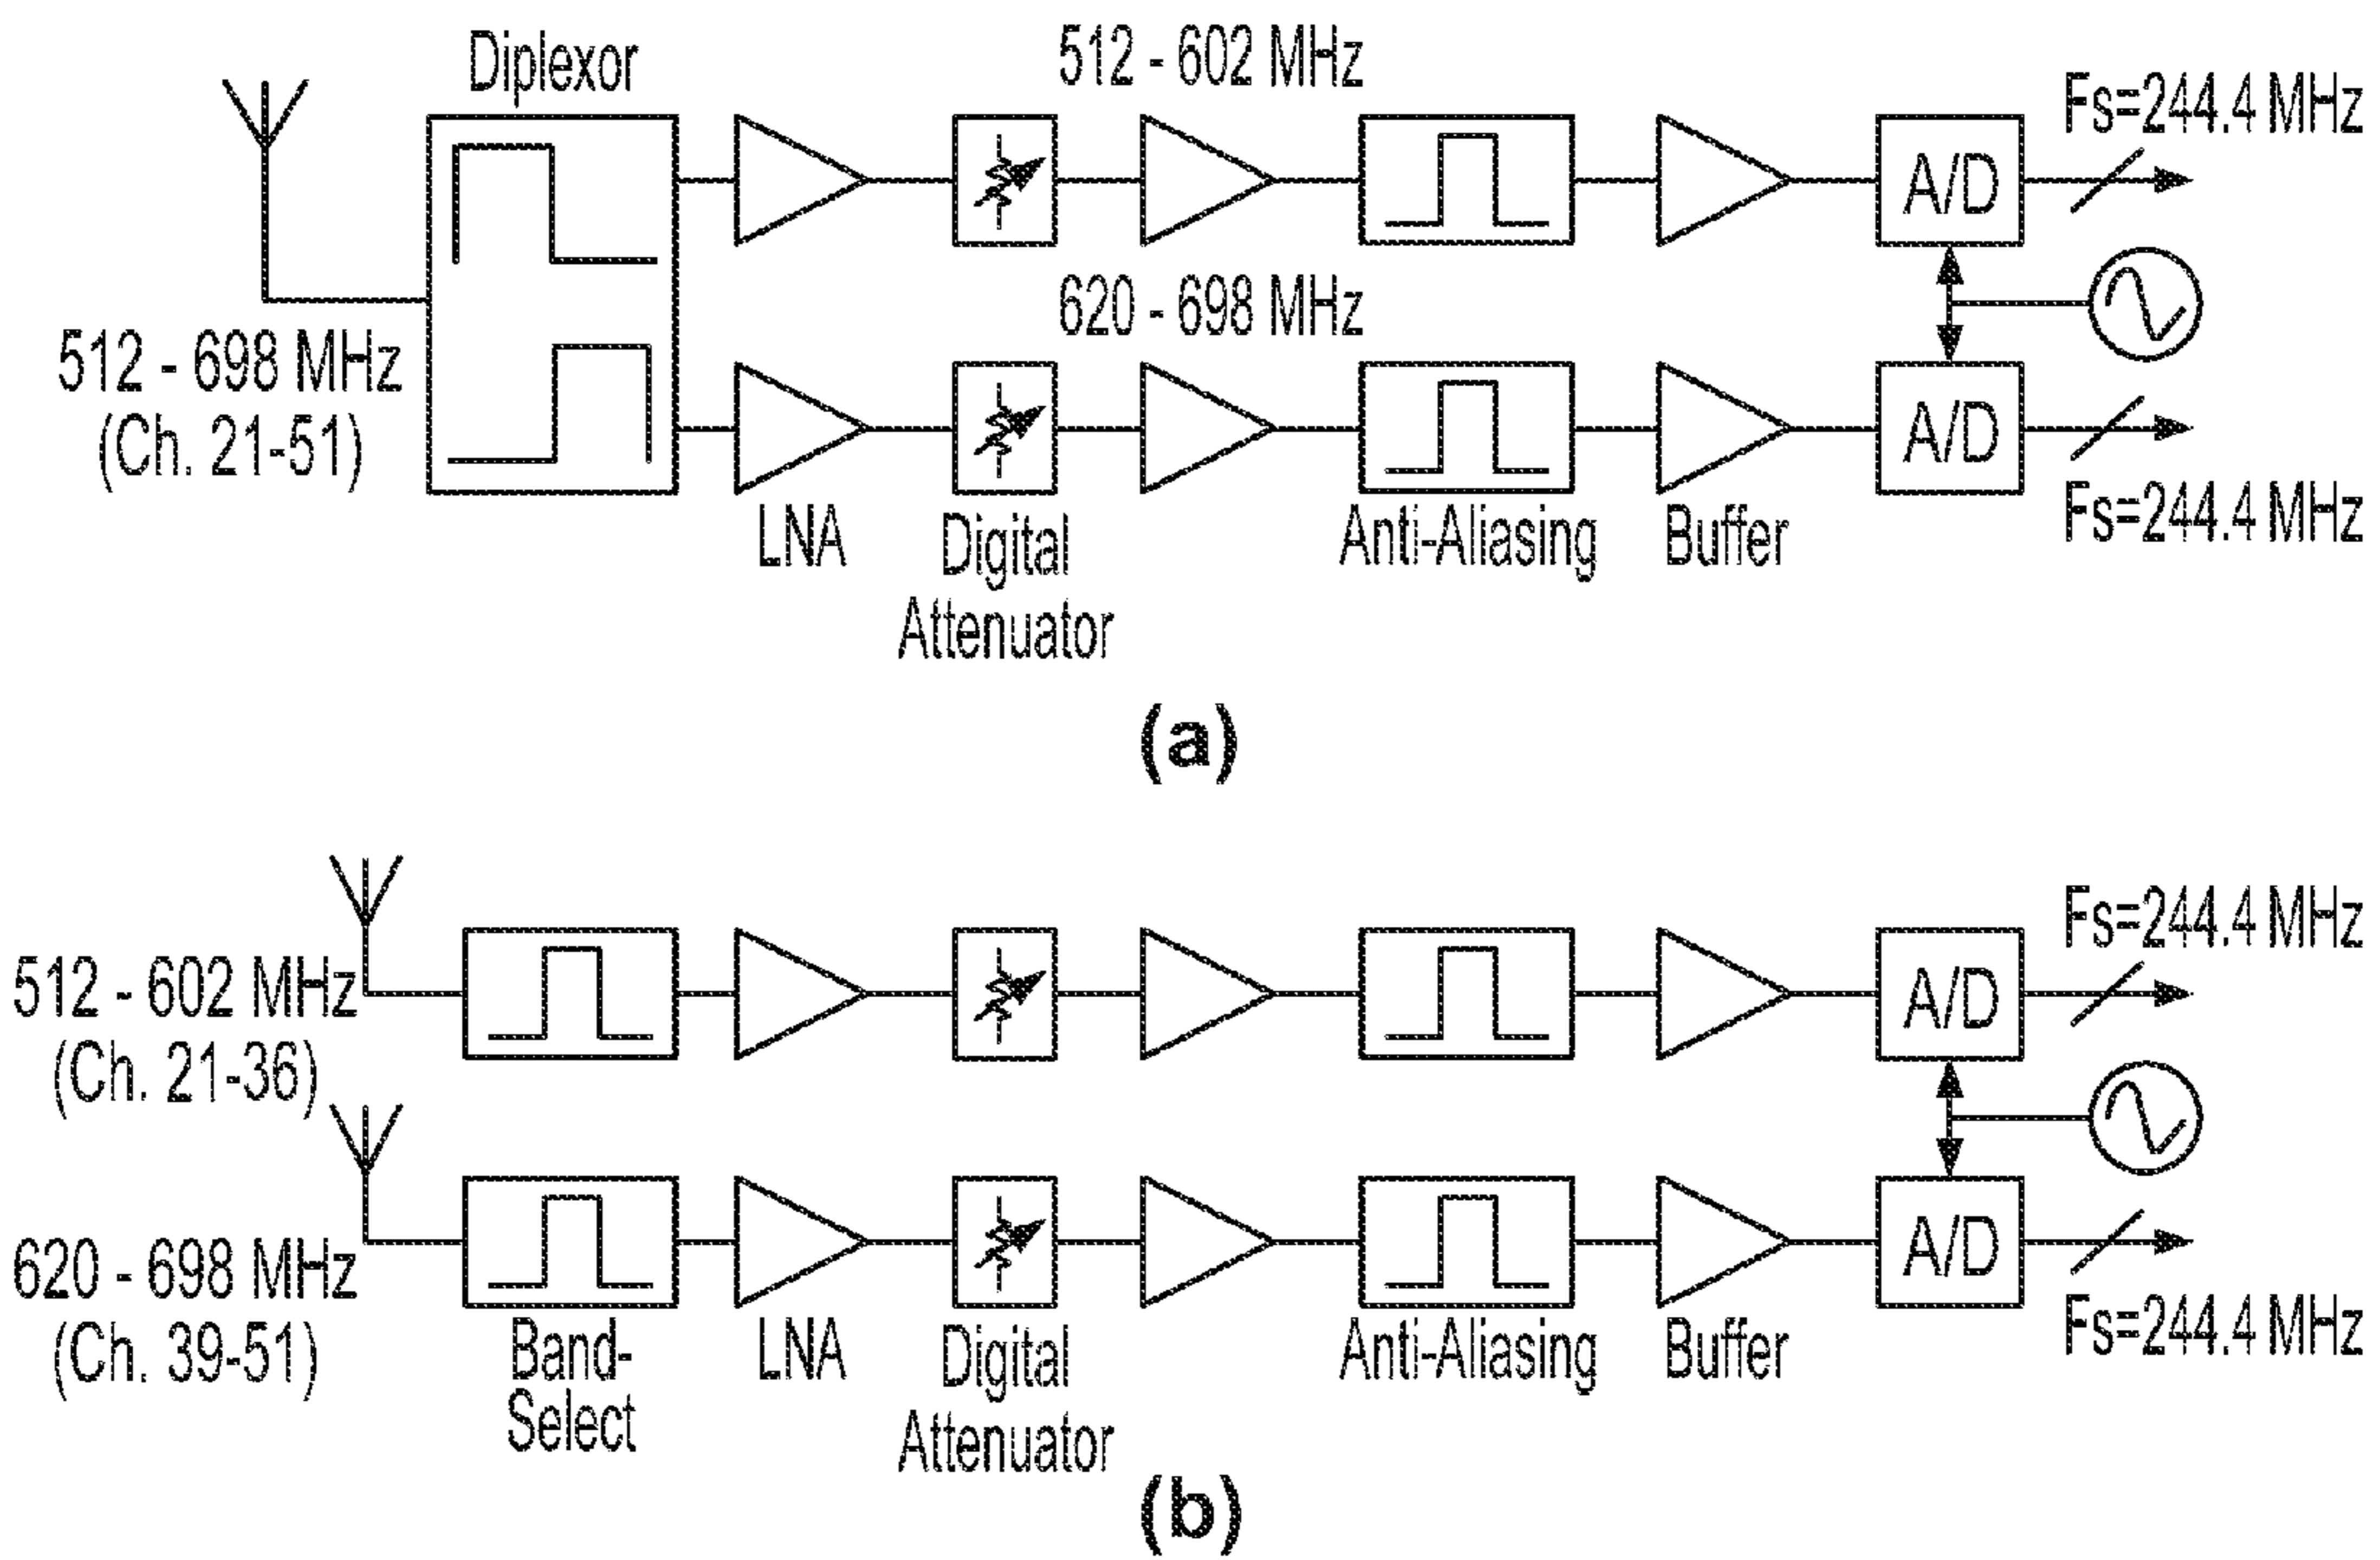 Diplexor
512 - 602 MHz
Fs=244.4 MHz
A/D
620 - 698 MHz
512 - 698 MHz
(Ch. 21-51)
A/D
LNA
Digital
Attenuator
Anti-Aliasing
Buffer
Fs=244.4 MHz
(a)
Fs=244.4 MHz
512 - 602 MHz
(Ch. 21-36)
A/D
620 - 698 MHz
(Ch. 39-51)
A/D
Band-
Select
LNA
Digital
Attenuator
Anti-Aliasing
Buffer
Fs=244.4 MHz
(b)